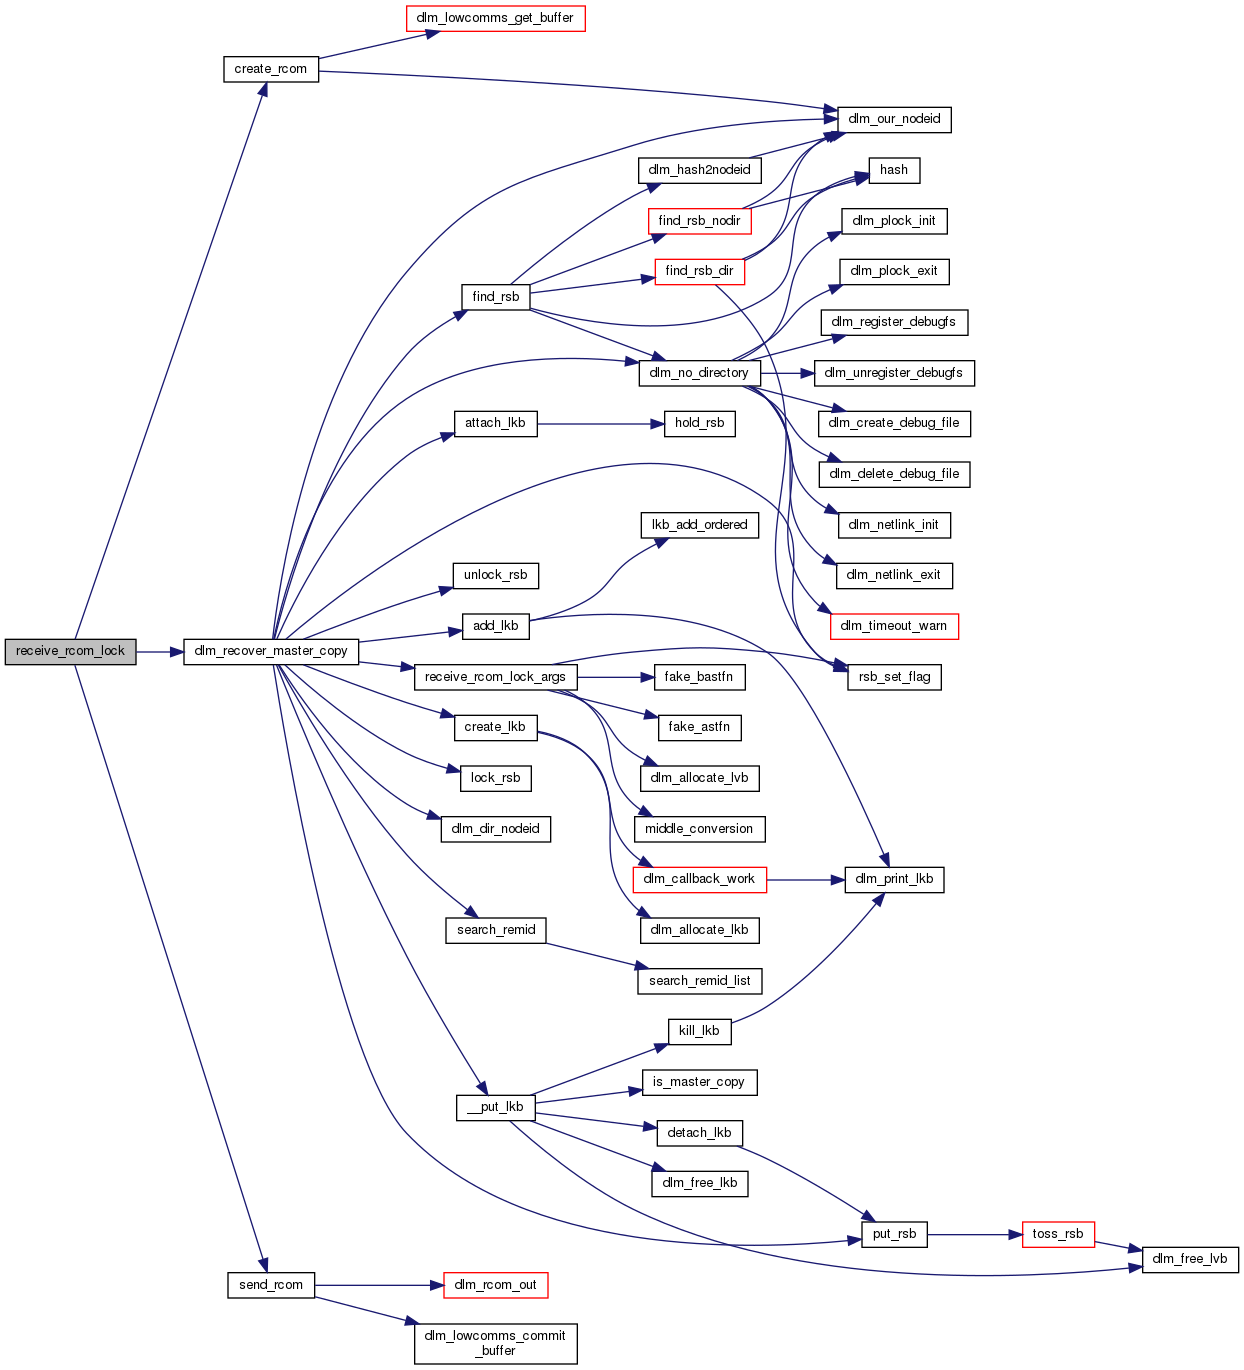 dlm_lowcomms_get_buffer
create_rcom
dlm_our_nodeid
dlm_hash2nodeid
hash
find_rsb_nodir
dlm_plock_init
find_rsb_dir
dlm_plock_exit
find_rsb
dlm_register_debugfs
dlm_no_directory
dlm_unregister_debugfs
attach_lkb
hold_rsb
dlm_create_debug_file
dlm_delete_debug_file
lkb_add_ordered
dlm_netlink_init
unlock_rsb
dlm_netlink_exit
add_lkb
dlm_timeout_warn
receive_rcom_lock
dlm_recover_master_copy
receive_rcom_lock_args
fake_bastfn
rsb_set_flag
create_lkb
fake_astfn
lock_rsb
dlm_allocate_lvb
dlm_dir_nodeid
middle_conversion
dlm_callback_work
dlm_print_lkb
search_remid
dlm_allocate_lkb
search_remid_list
kill_lkb
is_master_copy
__put_lkb
detach_lkb
dlm_free_lkb
put_rsb
toss_rsb
dlm_free_lvb
send_rcom
dlm_rcom_out
dlm_lowcomms_commit
_buffer